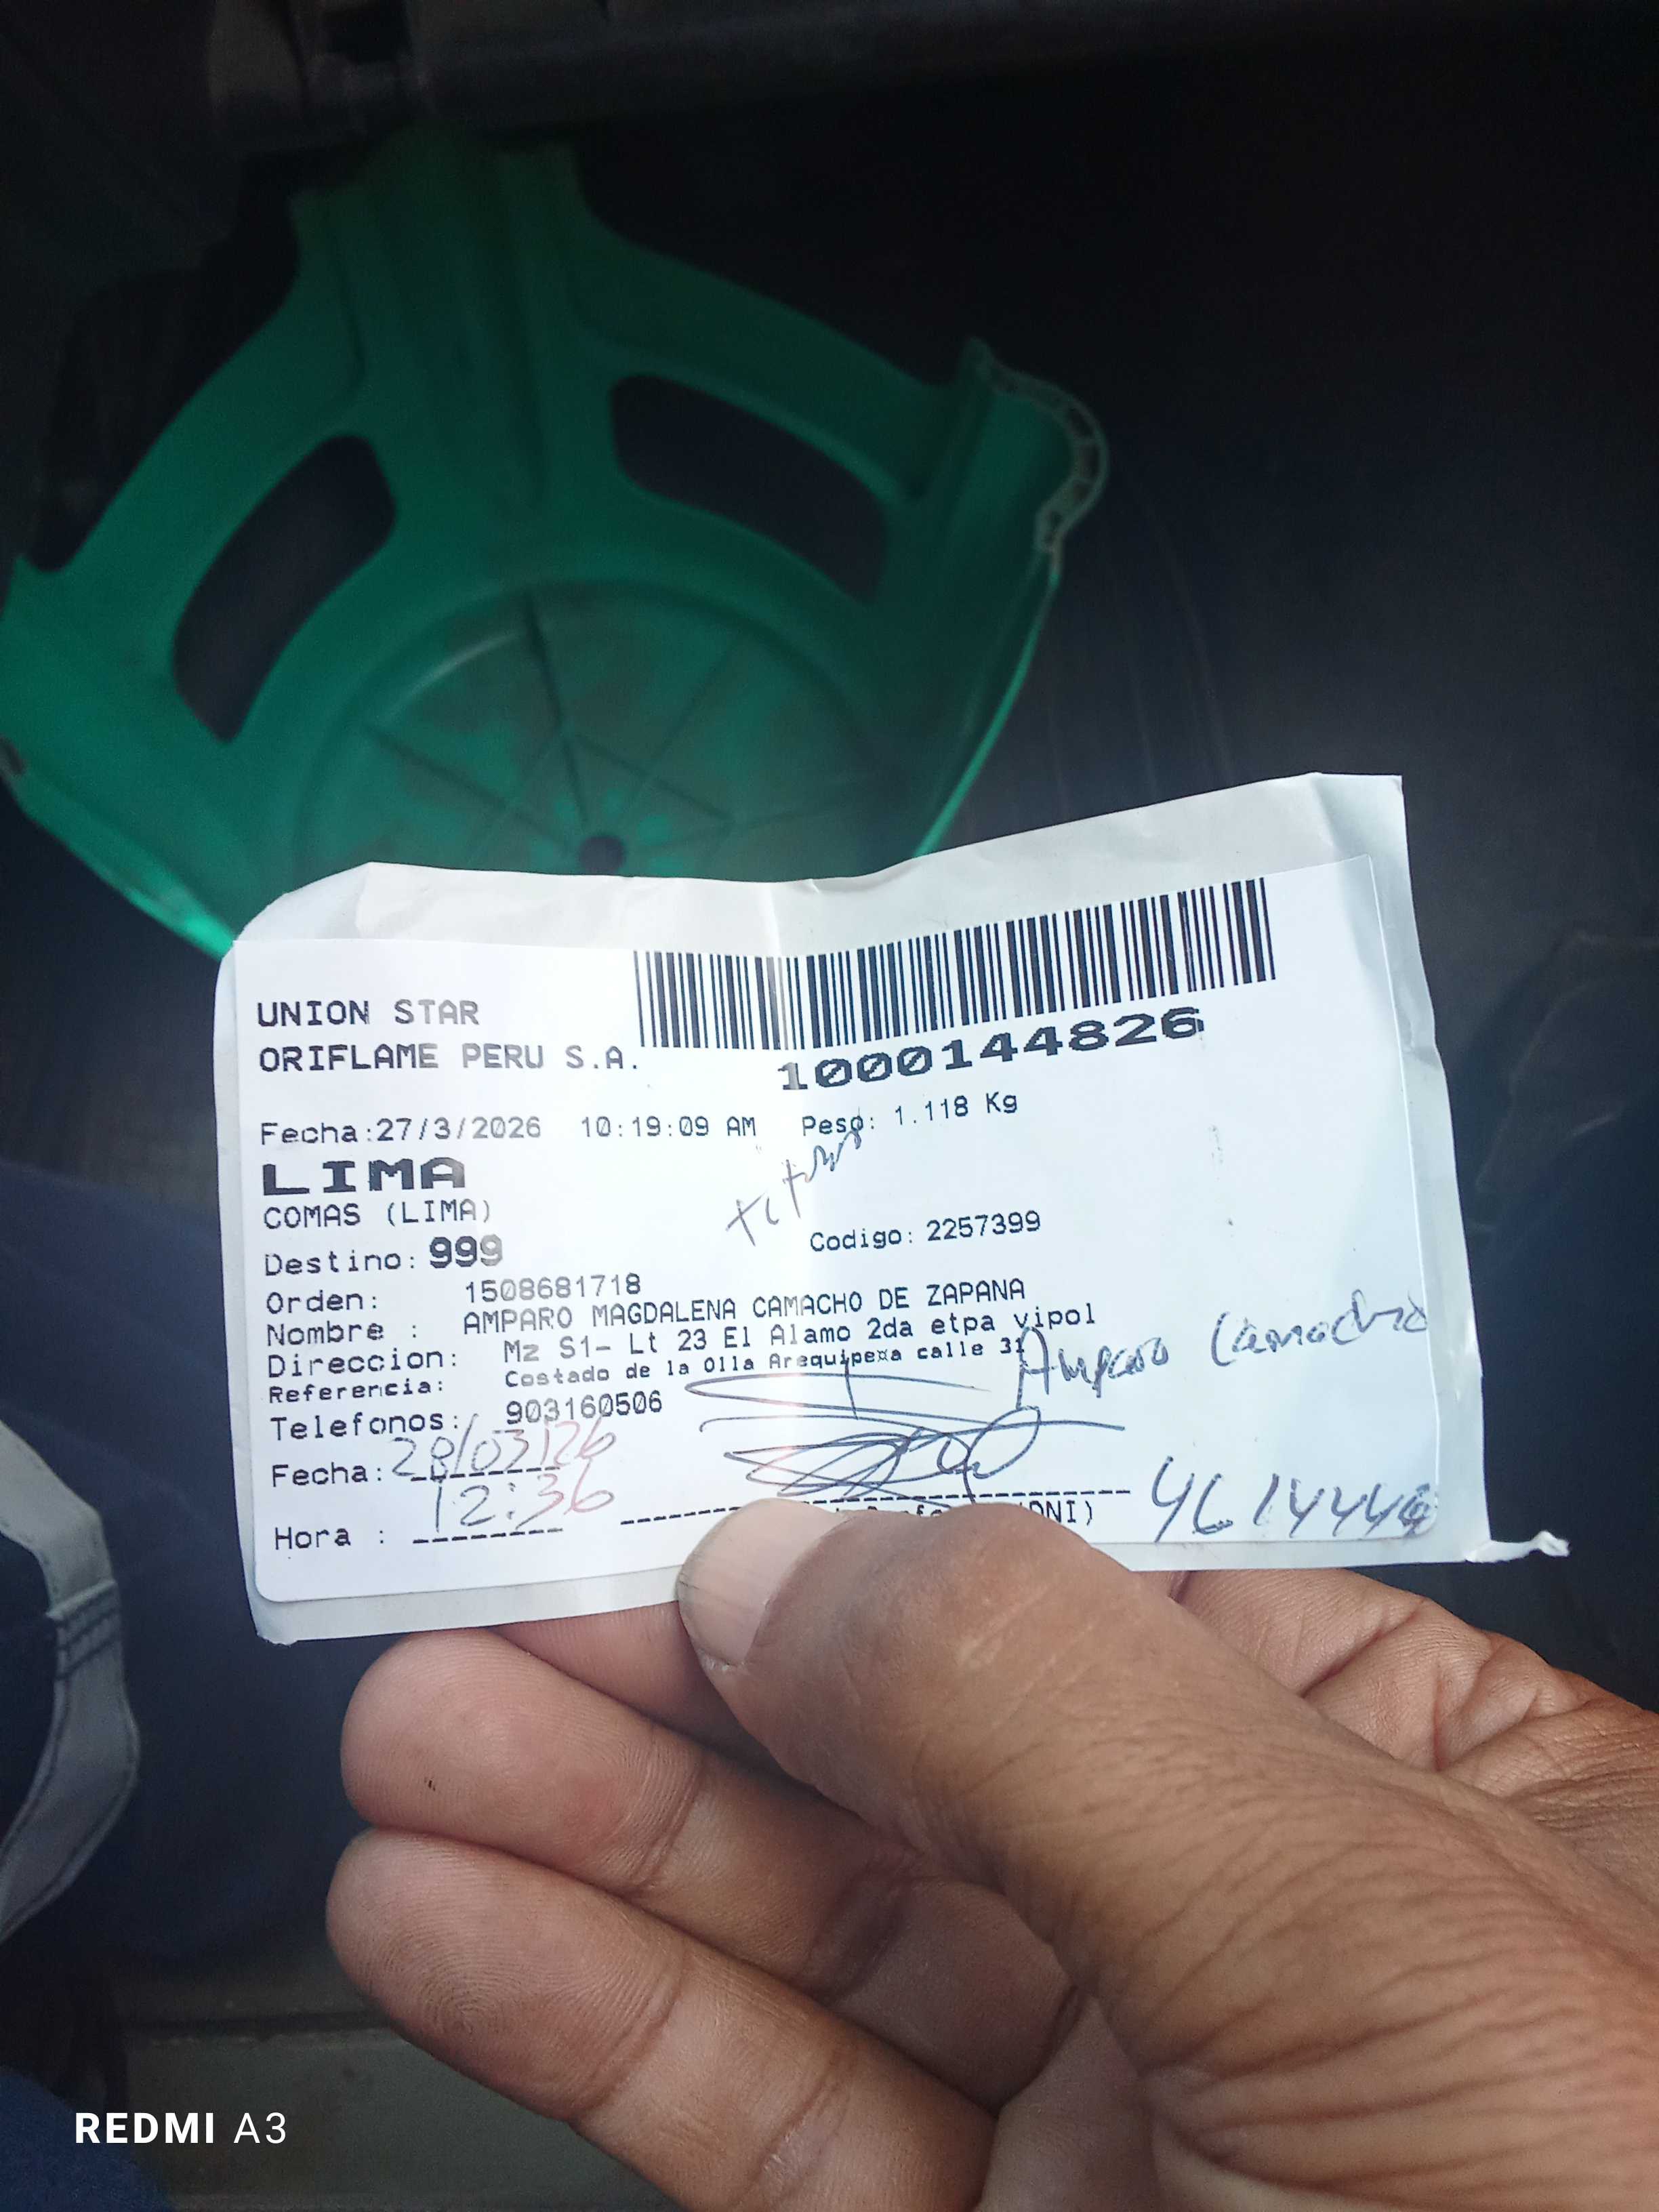 UNION STAR
ORIFLAME PERU S.A.
1000144826
Fecha:27/3/2026 10:19:09 AM Peso: 1.118 Kg
LIMA
COMAS (LIMA)
Codigo: 2257399
Destino: 999
Orden: 1508681718
Nombre : AMPARO MAGDALENA CAMACHO DE ZAPANA
Direccion: Mz S1- Lt 23 El Alamo 2da etpa vipol
Referencia: Costado de la Olla Arequipexa calle 31
Amparo Camacho
Telefonos: 903160506
Fecha: 28/03/26
Hora : 12:36
(DNI)
REDMI A3